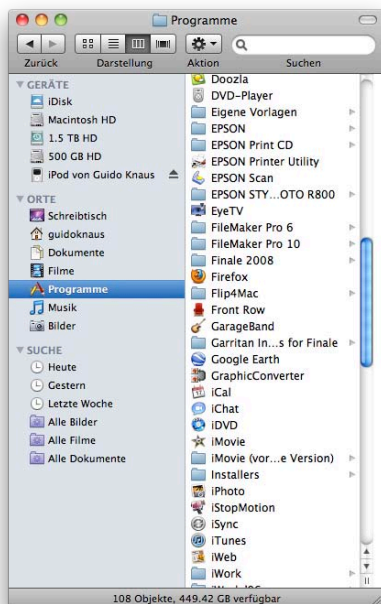 Programme
Zurück
Darstellung
Aktion
Suchen
GERÄTE
iDisk
Macintosh HD
1.5 TB HD
500 GB HD
iPod von Guido Knaus
ORTE
Schreibtisch
guidoknaus
Dokumente
Filme
Programme
Musik
Bilder
SUCHE
Heute
Gestern
Letzte Woche
Alle Bilder
Alle Filme
Alle Dokumente
Doozla
DVD-Player
Eigene Vorlagen
EPSON
EPSON Print CD
EPSON Printer Utility
EPSON Scan
EPSON STY...OTO R800
EyeTV
FileMaker Pro 6
FileMaker Pro 10
Finale 2008
Firefox
Flip4Mac
Front Row
GarageBand
Garritan In...s for Finale
Google Earth
GraphicConverter
iCal
iChat
iDVD
iMovie
iMovie (vor...e Version)
Installers
iPhoto
iStopMotion
iSync
iTunes
iWeb
iWork
108 Objekte, 449.42 GB verfügbar